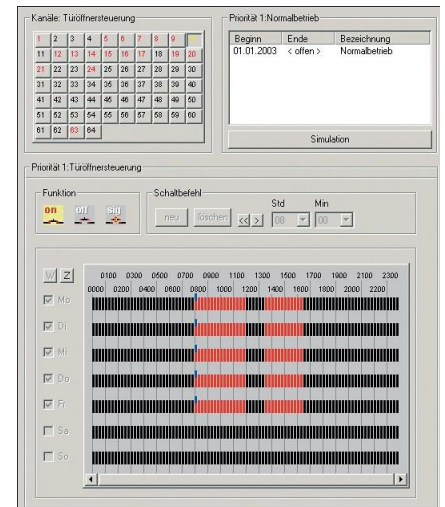 Kanäle: Türöffnersteuerung
1 2 3 4 5 6 7 8 9
11 12 13 14 15 16 17 18 19 20
21 22 23 24 25 26 27 28 29 30
31 32 33 34 35 36 37 38 39 40
41 42 43 44 45 46 47 48 49 50
51 52 53 54 55 56 57 58 59 60
61 62 63 64
Priorität 1:Normalbetrieb
Beginn Ende Bezeichnung
01.01.2003 < offen > Normalbetrieb
Simulation
Priorität 1:Türöffnersteuerung
Funktion
on off sig
Schaltbefehl
neu löschen << > Std 08 Min 00
W Z
0100 0300 0500 0700 0900 1100 1300 1500 1700 1900 2100 2300
0000 0200 0400 0600 0800 1000 1200 1400 1600 1800 2000 2200
Mo
Di
Mi
Do
Fr
Sa
So